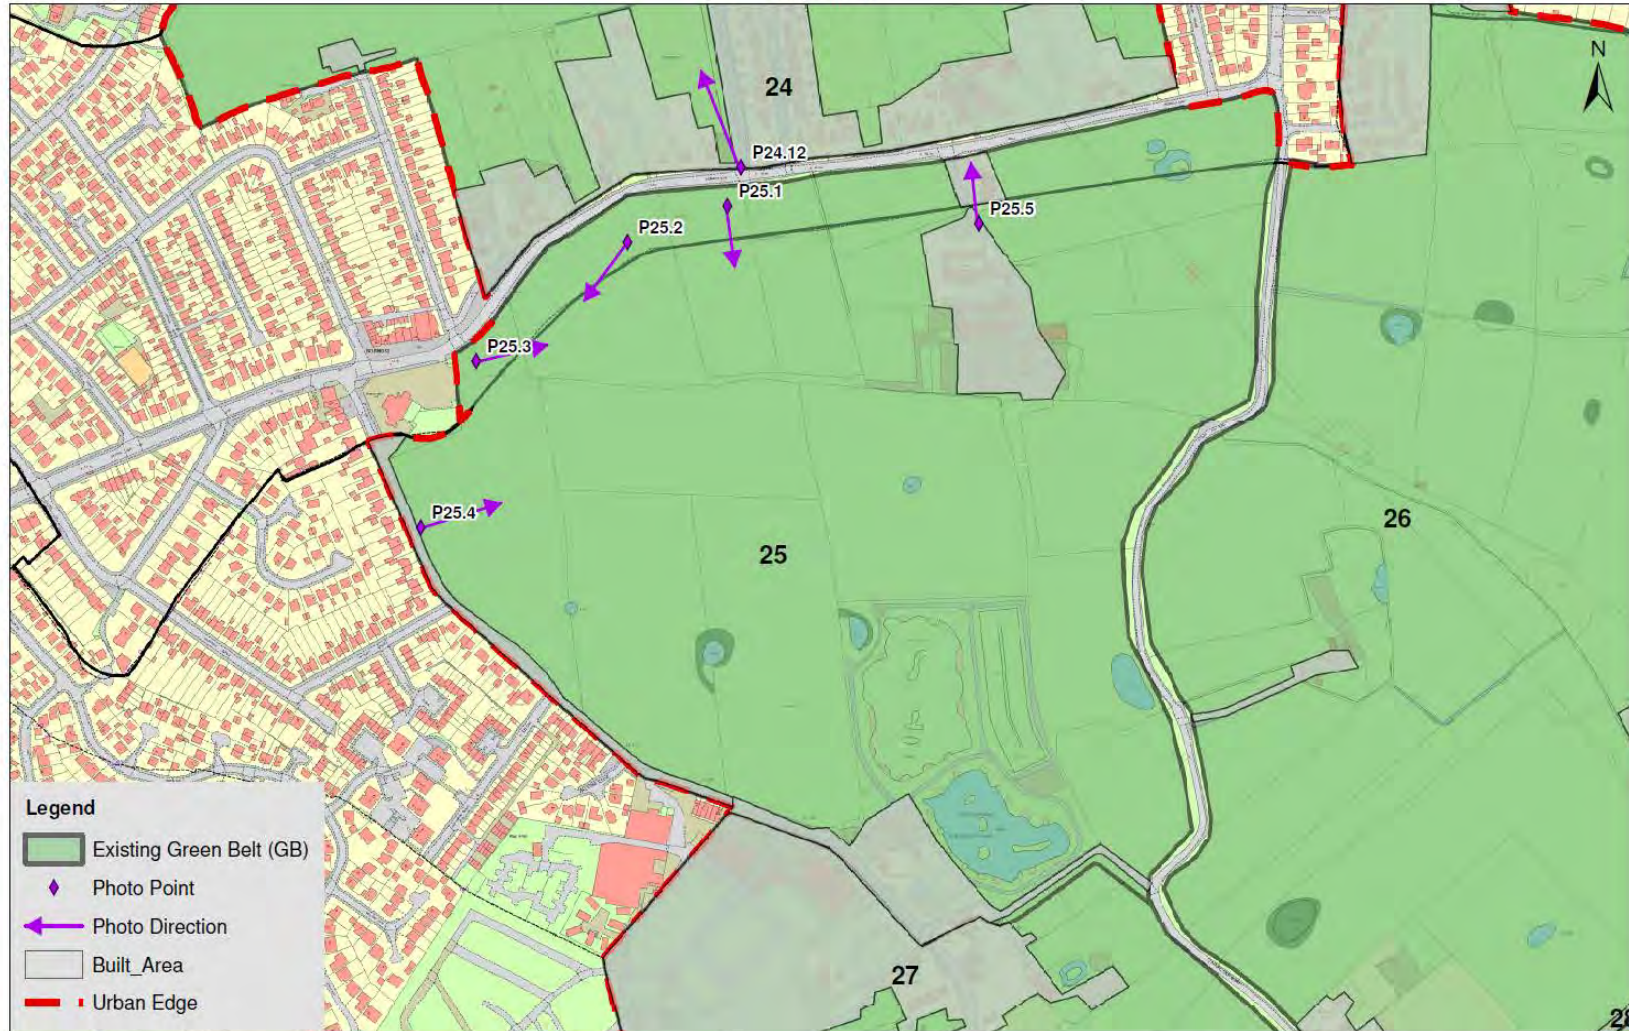 N
24
P24.12
P25.1
P25.2
P25.5
P25.3
P25.4
25
26
27
28
Legend
Existing Green Belt (GB)
Photo Point
Photo Direction
Built_Area
Urban Edge